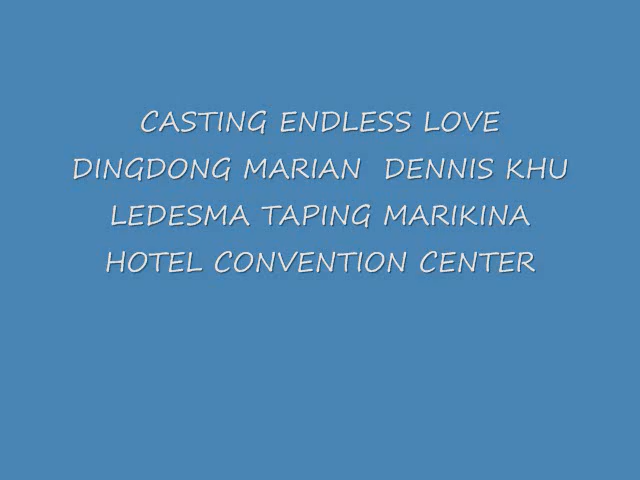 CASTING ENDLESS LOVE
DINGDONG MARIAN  DENNIS KHU
LEDESMA TAPING MARIKINA
HOTEL CONVENTION CENTER